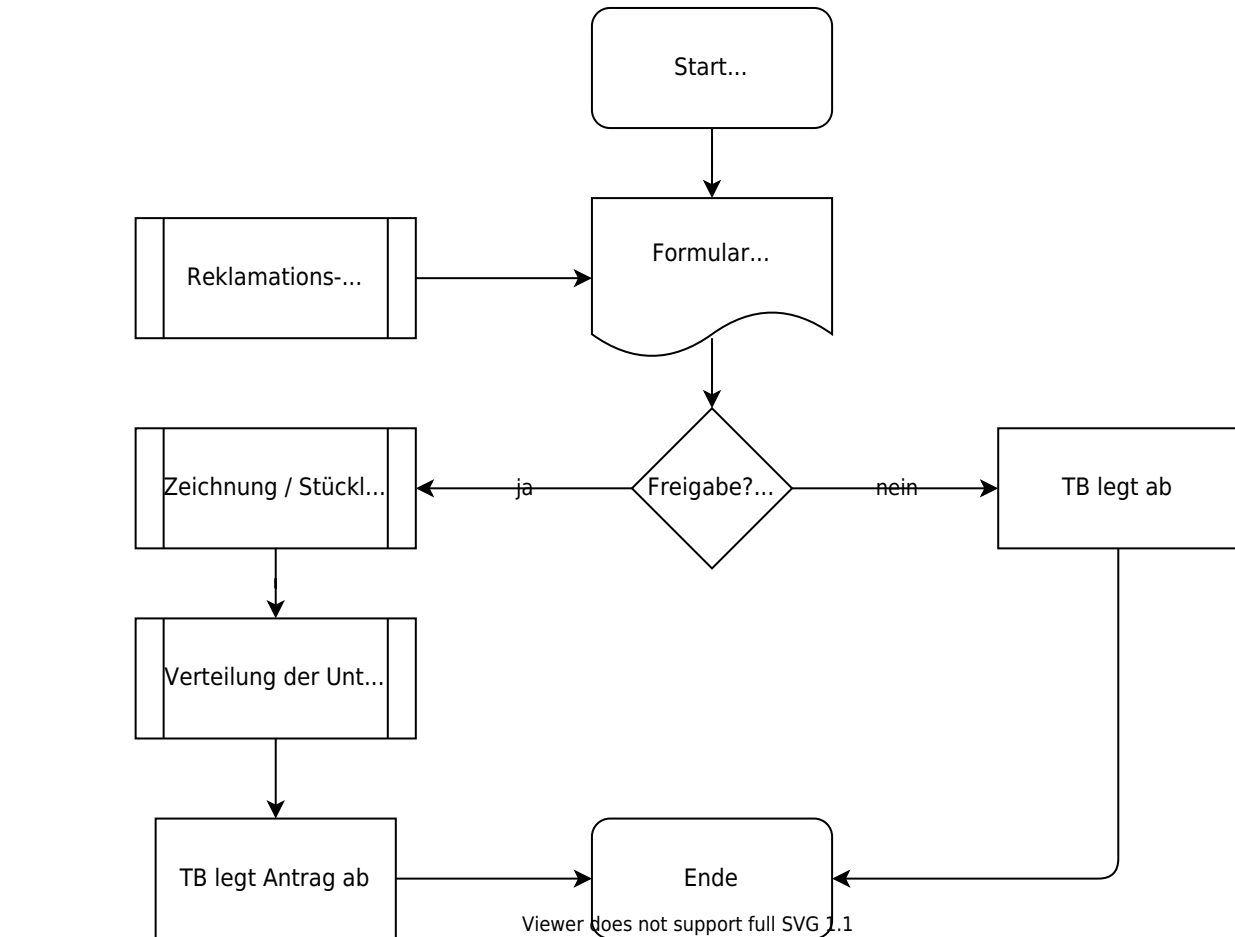 Start...
Formular...
Reklamations-...
Zeichnung / Stückl...
ja
Freigabe?...
nein
TB legt ab
Verteilung der Unt...
TB legt Antrag ab
Ende
Viewer does not support full SVG 1.1